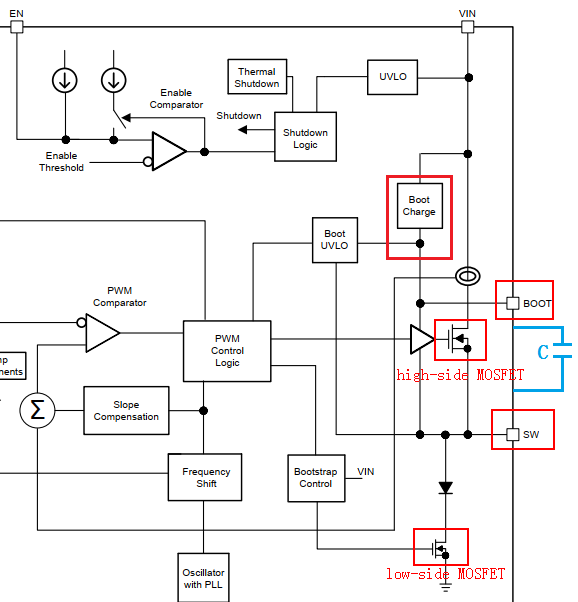 EN
VIN
Thermal
Shutdown
UVLO
Enable
Comparator
Shutdown
Shutdown
Logic
Enable
Threshold
Boot
Charge
Boot
UVLO
PWM
Comparator
BOOT
PWM
Control
Logic
C
high-side MOSFET
mp
nents
Σ
Slope
Compensation
SW
Frequency
Shift
Bootstrap
Control
VIN
low-side MOSFET
Oscillator
with PLL